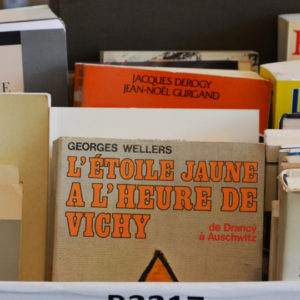 JACQUES DEROGY
JEAN-NOËL GURGAND
GEORGES WELLERS
L'ÉTOILE JAUNE
A L'HEURE DE
VICHY
de Drancy
à Auschwitz